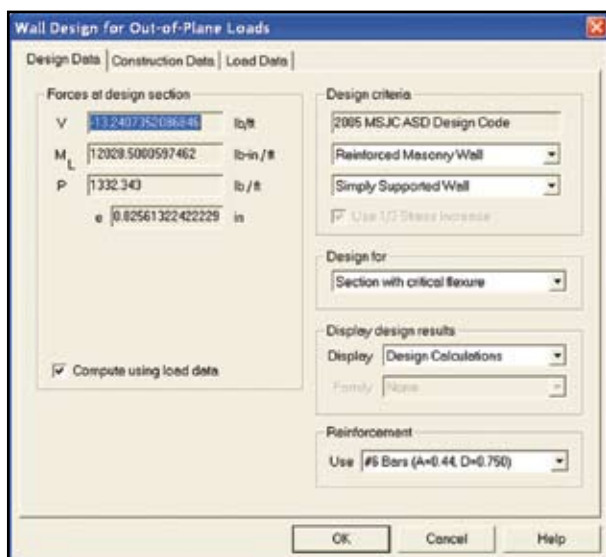 Wall Design for Out-of-Plane Loads
Design Data Construction Data Load Data
Forces at design section
V -13.2407352086846 lb/ft
M L 12028.5000597462 lb-in / ft
P 1332.343 lb / ft
e 0.82561322422229 in
Compute using load data
Design criteria
2005 MSJC ASD Design Code
Reinforced Masonry Wall
Simply Supported Wall
Use 1/3 Stress Increase
Design for
Section with critical flexure
Display design results
Display Design Calculations
Family None
Reinforcement
Use #6 Bars (A=0.44, D=0.750)
OK Cancel Help